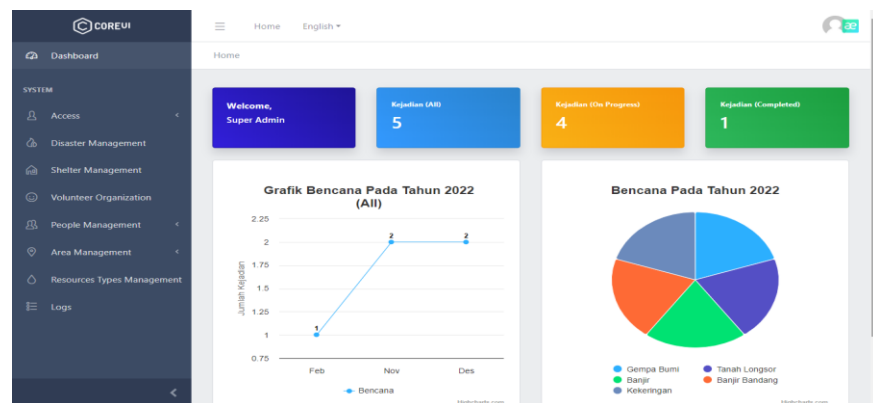 COREUI
Home English
ae
Dashboard
Home
SYSTEM
Access
Disaster Management
Shelter Management
Volunteer Organization
People Management
Area Management
Resources Types Management
Logs
Welcome,
Super Admin
Kejadian (All)
5
Kejadian (On Progress)
4
Kejadian (Completed)
1
Grafik Bencana Pada Tahun 2022
(All)
2.25
2
1.75
1.5
1.25
1
0.75
Jumlah Kejadian
1
2
2
Feb Nov Des
Bencana
Bencana Pada Tahun 2022
Gempa Bumi Tanah Longsor
Banjir Banjir Bandang
Kekeringan